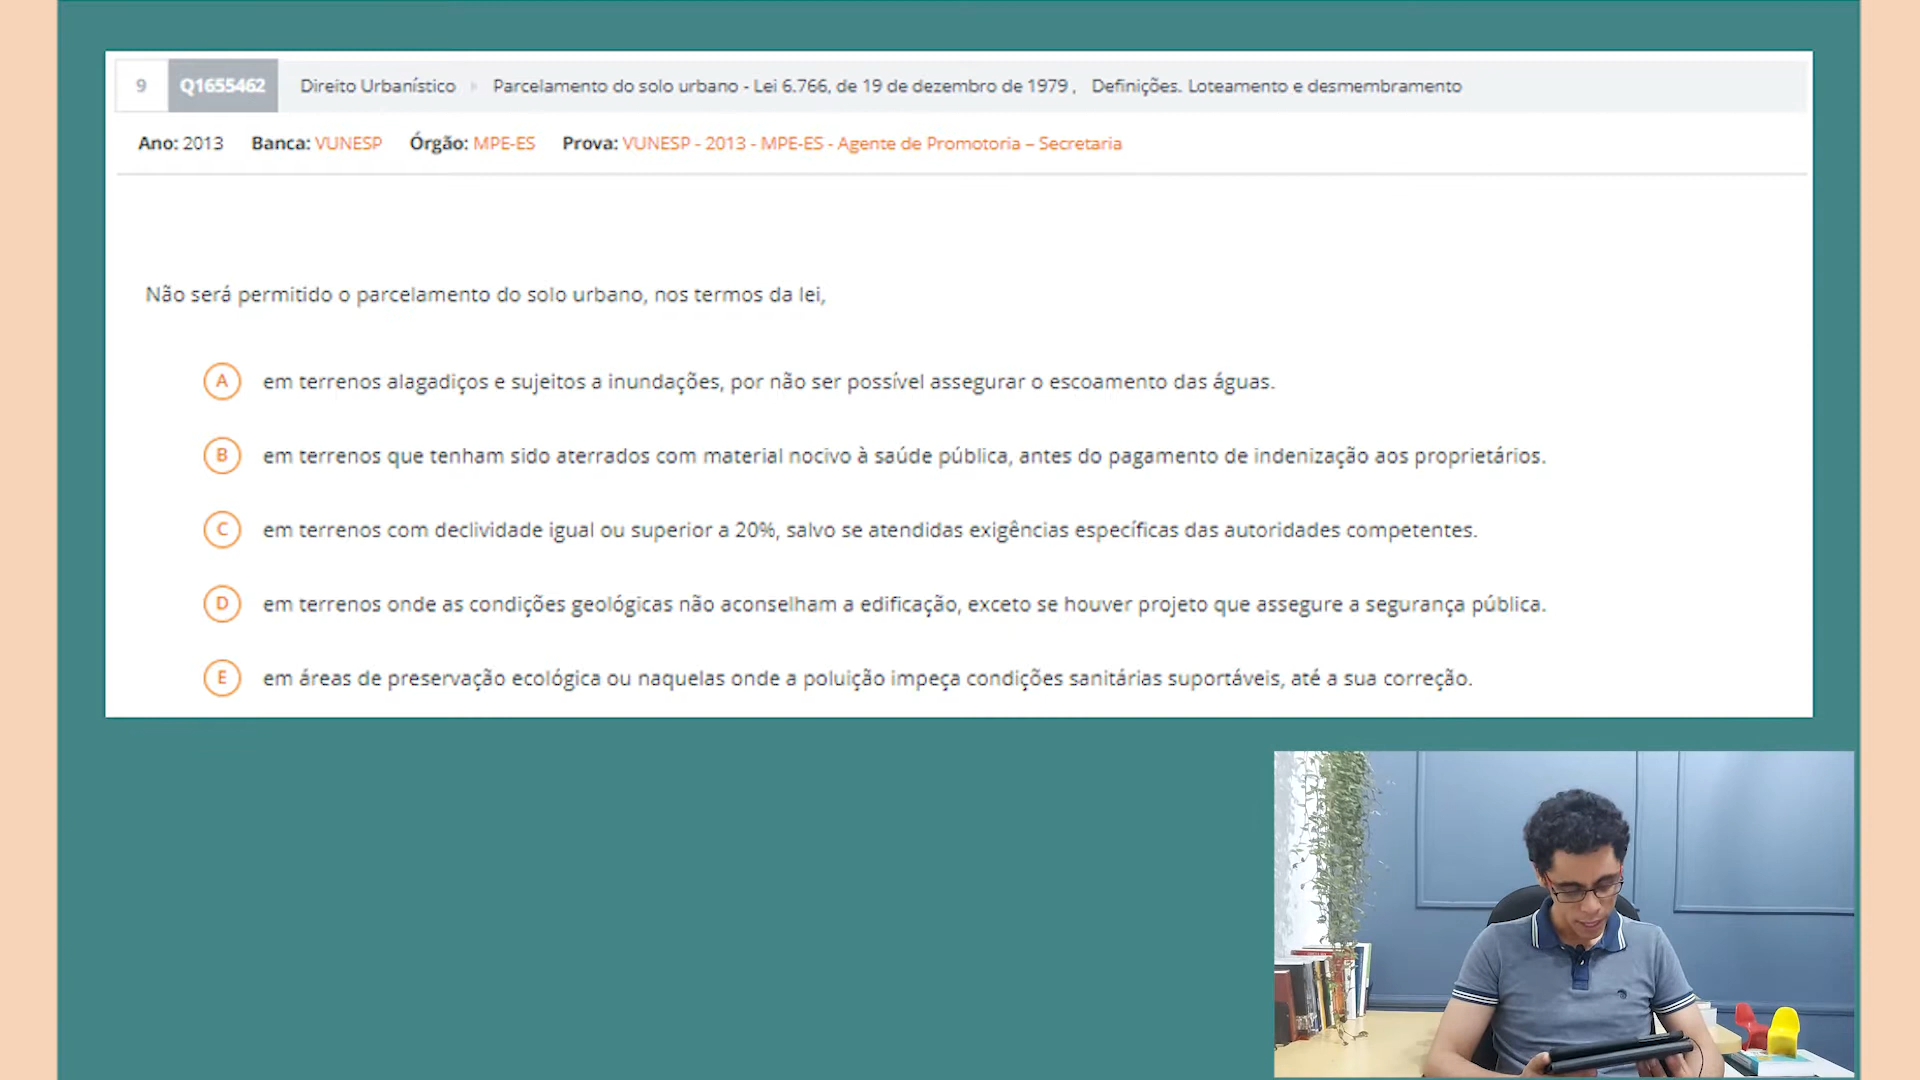 9 Q1655462 Direito Urbanístico Parcelamento do solo urbano - Lei 6.766, de 19 de dezembro de 1979 , Definições. Loteamento e desmembramento
Ano: 2013 Banca: VUNESP Órgão: MPE-ES Prova: VUNESP - 2013 - MPE-ES - Agente de Promotoria – Secretaria
Não será permitido o parcelamento do solo urbano, nos termos da lei,
A em terrenos alagadiços e sujeitos a inundações, por não ser possível assegurar o escoamento das águas.
B em terrenos que tenham sido aterrados com material nocivo à saúde pública, antes do pagamento de indenização aos proprietários.
C em terrenos com declividade igual ou superior a 20%, salvo se atendidas exigências específicas das autoridades competentes.
D em terrenos onde as condições geológicas não aconselham a edificação, exceto se houver projeto que assegure a segurança pública.
E em áreas de preservação ecológica ou naquelas onde a poluição impeça condições sanitárias suportáveis, até a sua correção.